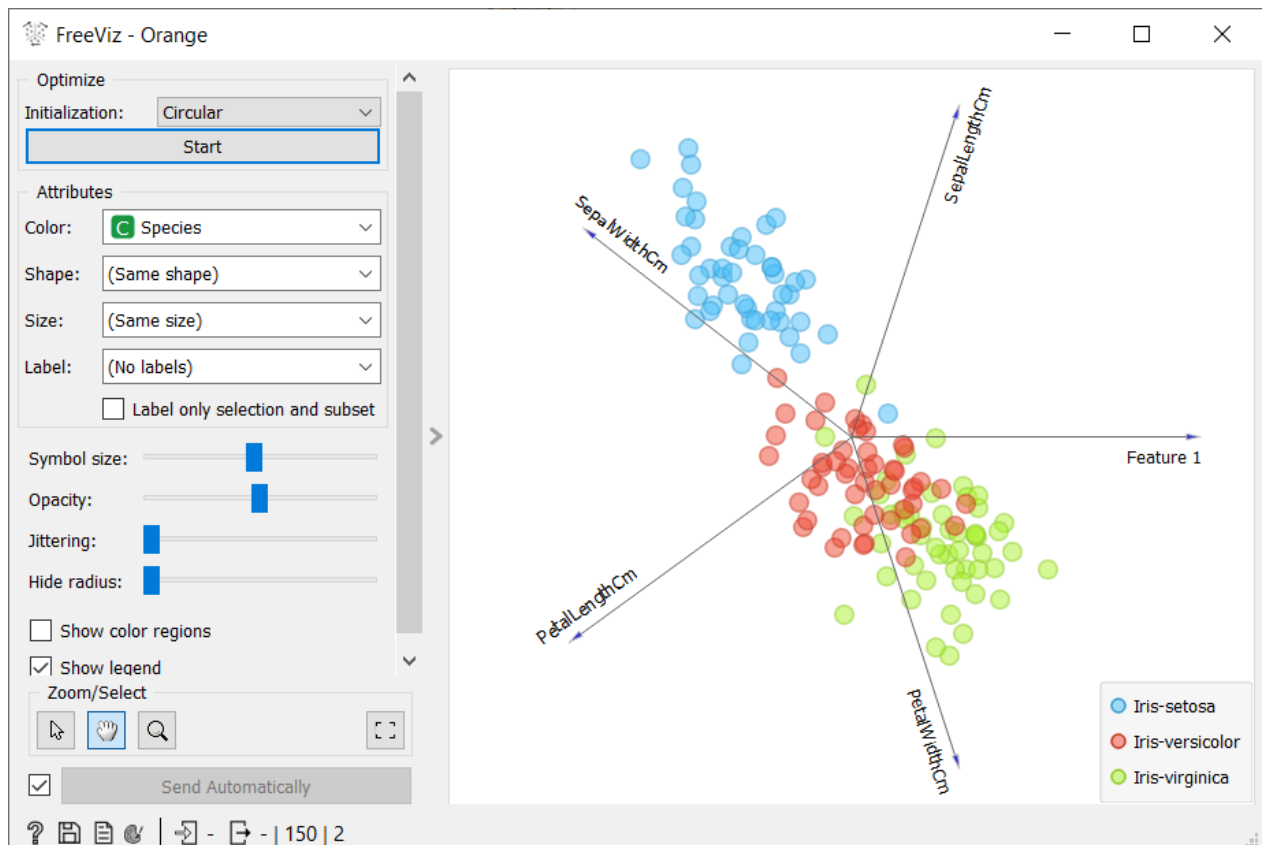 FreeViz - Orange
Optimize
Initialization: Circular
Start
Attributes
Color: C Species
Shape: (Same shape)
Size: (Same size)
Label: (No labels)
Label only selection and subset
Symbol size:
Opacity:
Jittering:
Hide radius:
Show color regions
Show legend
Zoom/Select
Send Automatically
? - - | 150 | 2
SepalLengthCm
SepalWidthCm
Feature 1
PetalLengthCm
PetalWidthCm
Iris-setosa
Iris-versicolor
Iris-virginica